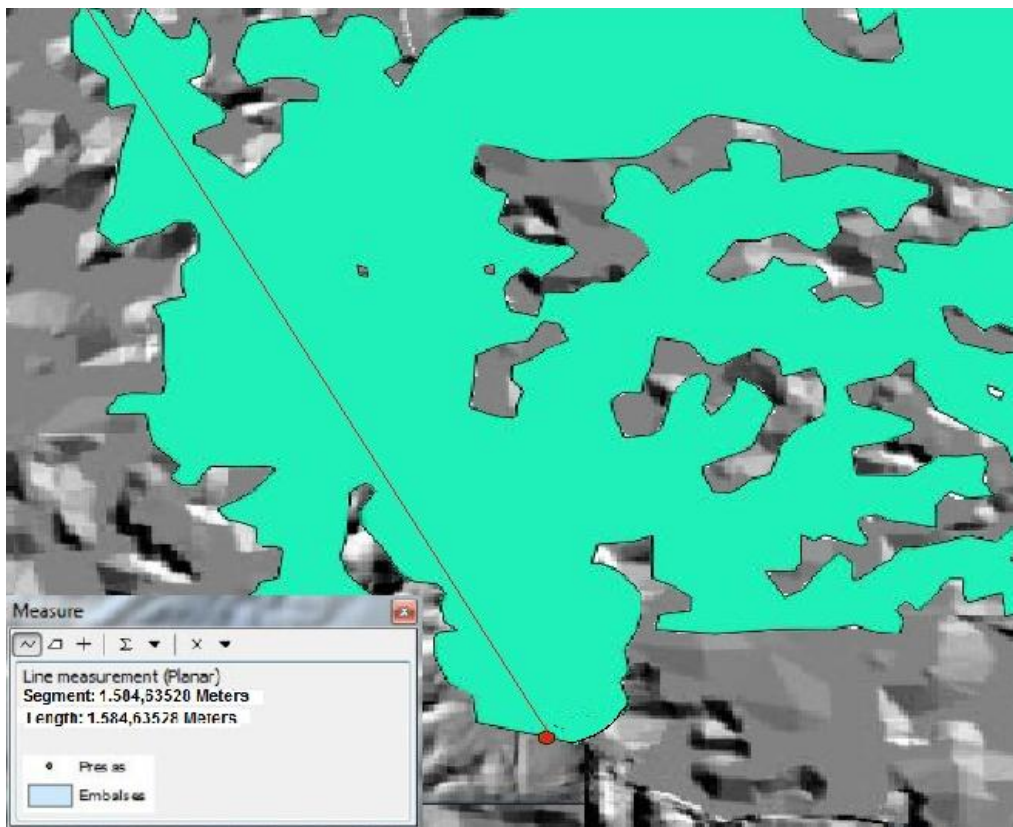 Measure
Line measurement (Planar)
Segment: 1.584,63528 Meters
Length: 1.584,63528 Meters
Presas
Embalses